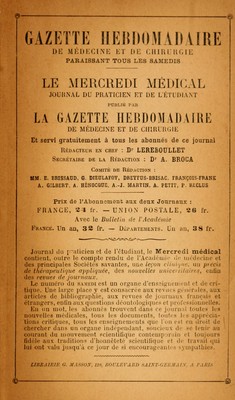 GAZETTE HEBDOMADAIRE
DE MÉDECINE ET DE CHIRURGIE
PARAISSANT TOUS LES SAMEDIS
LE MERCREDI MÉDICAL
JOURNAL DU PRATICIEN ET DE L'ÉTUDIANT
PUBLIÉ PAR
LA GAZETTE HEBDOMADAIRE
DE MÉDECINE ET DE CHIRURGIE
Et servi gratuitement à tous les abonnés de ce journal
RÉDACTEUR EN CHEF : Dr LEREBOULLET
SECRÉTAIRE DE LA RÉDACTION : Dr A. BROCA
COMITÉ DE RÉDACTION :
MM. E. BRISSAUD, G. DIEULAFOY, DREYFUS-BRISAC, FRANÇOIS-FRANK
A. GILBERT, A. HÉNOCQUE, A.-J. MARTIN, A. PETIT, P. RECLUS
Prix de l'Abonnement aux deux Journaux :
FRANCE, 24 fr. — UNION POSTALE, 26 fr.
Avec le Bulletin de l'Académie
FRANCE, Un an, 32 fr. — DÉPARTEMENTS. Un an, 38 fr.
Journal du praticien et de l'étudiant, le Mercredi médical
contient, outre le compte rendu de l'Académie de médecine et
des principales Sociétés savantes, une leçon clinique, un précis
de thérapeutique appliquée, des nouvelles universitaires, enfin
des revues de journaux.
Le numéro du SAMEDI est un organe d'enseignement et de cri-
tique. Une large place y est consacrée aux revues générales, aux
articles de bibliographie, aux revues de journaux français et
étrangers, enfin aux questions déontologiques et professionnelles.
En un mot, les abonnés trouvent dans ce journal toutes les
nouvelles médicales, tous les documents, toutes les apprécia-
tions critiques, tous les enseignements que l'on est en droit de
chercher dans un organe indépendant, soucieux de se tenir au
courant du mouvement scientifique contemporain et toujours
fidèle aux traditions d'honnêteté scientifique et de travail qui
lui ont valu jusqu'à ce jour de si encourageantes sympathies.
LIBRAIRIE G. MASSON, 120, BOULEVARD SAINT-GERMAIN, A PARIS